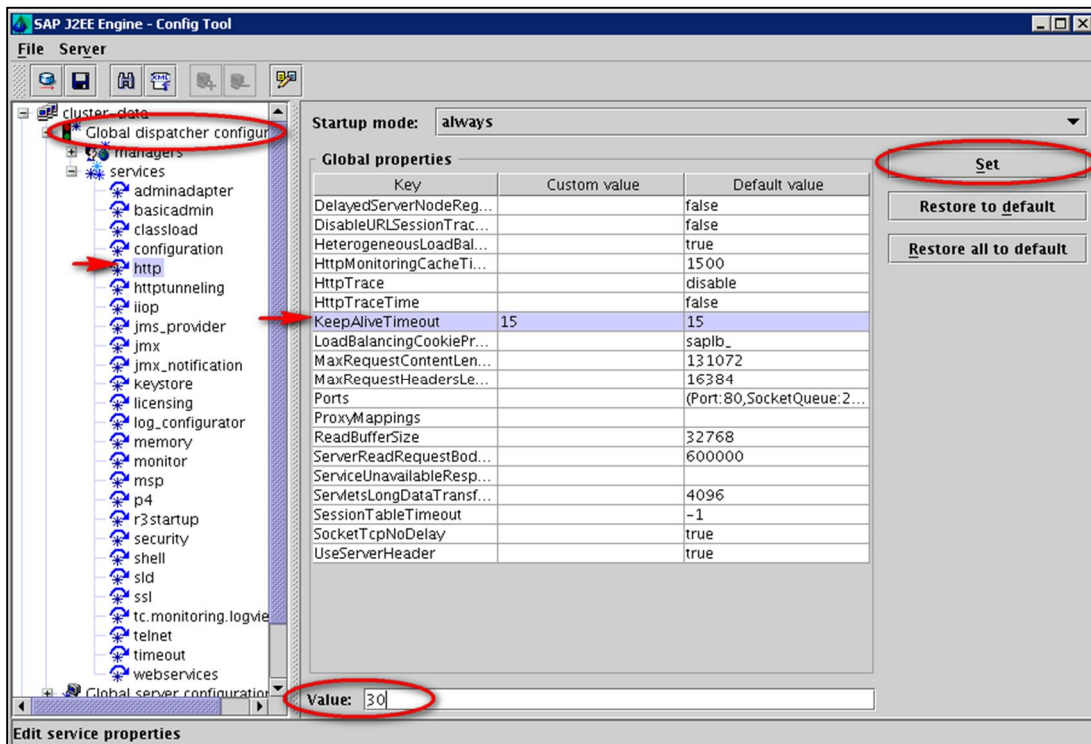 SAP J2EE Engine - Config Tool
File Server
XML
cluster-data
Global dispatcher configur
managers
services
adminadapter
basicadmin
classload
configuration
http
httptunneling
iiop
jms_provider
jmx
jmx_notification
keystore
licensing
log_configurator
memory
monitor
msp
p4
r3startup
security
shell
sld
ssl
tc.monitoring.logvie
telnet
timeout
webservices
Global server configuration
Startup mode: always
Global properties
Key Custom value Default value
DelayedServerNodeReg... false
DisableURLSessionTrac... false
HeterogeneousLoadBal... true
HttpMonitoringCacheTi... 1500
HttpTrace disable
HttpTraceTime false
KeepAliveTimeout 15 15
LoadBalancingCookiePr... saplb_
MaxRequestContentLen... 131072
MaxRequestHeadersLe... 16384
Ports (Port:80,SocketQueue:2...
ProxyMappings
ReadBufferSize 32768
ServerReadRequestBod... 600000
ServiceUnavailableResp...
ServletsLongDataTransf... 4096
SessionTableTimeout -1
SocketTcpNoDelay true
UseServerHeader true
Set
Restore to default
Restore all to default
Value: 30
Edit service properties